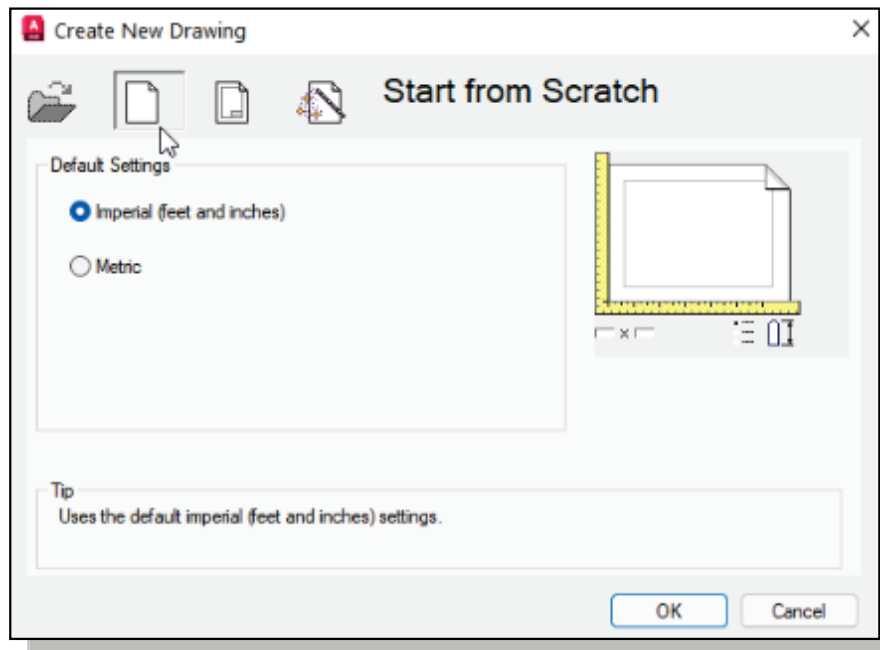 Create New Drawing
Start from Scratch
Default Settings
Imperial (feet and inches)
Metric
Tip
Uses the default imperial (feet and inches) settings.
OK
Cancel